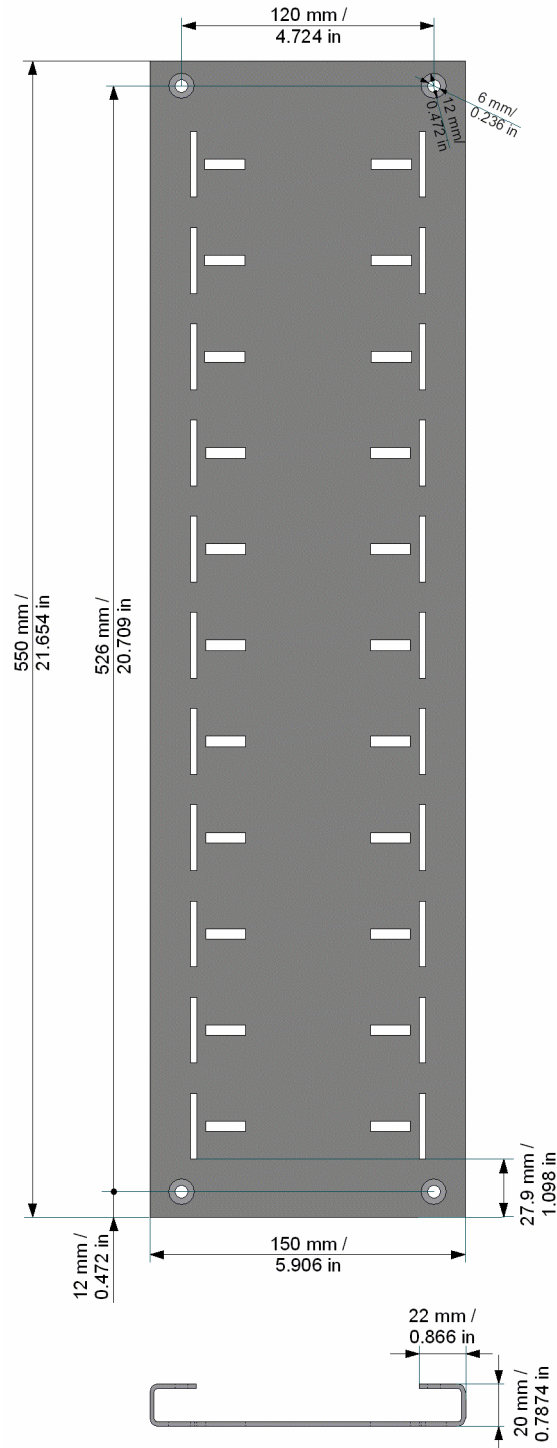 120 mm /
4.724 in
6 mm/
0.236 in
12 mm/
0.472 in
550 mm /
21.654 in
526 mm /
20.709 in
27.9 mm /
1.098 in
12 mm /
0.472 in
150 mm /
5.906 in
22 mm /
0.866 in
20 mm /
0.7874 in